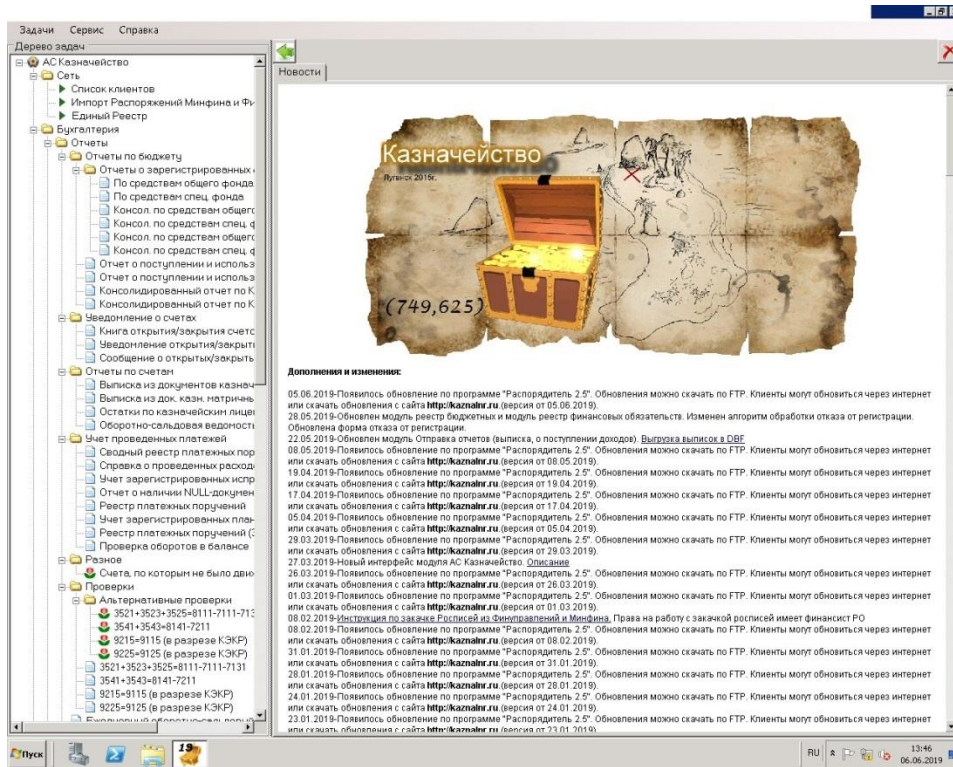 Задачи Сервис Справка
Дерево задач
АС Казначейство
Сеть
Список клиентов
Импорт Распоряжений Минфина и Фи
Единый Реестр
Бухгалтерия
Отчеты
Отчеты по бюджету
Отчеты о зарегистрированных
По средствам общего фонда
По средствам спец. фонда
Консол. по средствам общего
Консол. по средствам спец. ф
Консол. по средствам общего
Консол. по средствам спец. ф
Отчет о поступлении и использ
Отчет о поступлении и использ
Консолидированный отчет по К
Консолидированный отчет по К
Уведомление о счетах
Книга открытия/закрытия счето
Уведомление открытия/закрыти
Сообщение о открытых/закрыть
Отчеты по счетам
Выписка из документов казнач
Выписка из док. казн. матричны
Остатки по казначейским лице
Оборотно-сальдовая ведомость
Учет проведенных платежей
Сводный реестр платежных пор
Справка о проведенных расход
Учет зарегистрированных испр
Отчет о наличии NULL-докумен
Реестр платежных поручений
Учет зарегистрированных план
Реестр платежных поручений (З
Проверка оборотов в балансе
Разное
Счета, по которым не было дви
Проверки
Альтернативные проверки
3521+3523+3525=8111-7111-713
3541+3543=8141-7211
9215=9115 (в разрезе КЭКР)
9225=9125 (в разрезе КЭКР)
3521+3523+3525=8111-7111-7131
3541+3543=8141-7211
9215=9115 (в разрезе КЭКР)
9225=9125 (в разрезе КЭКР)
Ежедневный оборотно-сальдовый
Новости
Казначейство
Луганск 2015г.
(749,625)
Дополнения и изменения:
05.06.2019-Появилось обновление по программе "Распорядитель 2.5". Обновления можно скачать по FTP. Клиенты могут обновиться через интернет
или скачать обновления с сайта http://kaznalnr.ru.(версия от 05.06.2019).
28.05.2019-Обновлен модуль реестр бюджетных и модуль реестр финансовых обязательств. Изменен алгоритм обработки отказа от регистрации.
Обновлена форма отказа от регистрации.
22.05.2019-Обновлен модуль Отправка отчетов (выписка, о поступлении доходов). Выгрузка выписок в DBF
08.05.2019-Появилось обновление по программе "Распорядитель 2.5". Обновления можно скачать по FTP. Клиенты могут обновиться через интернет
или скачать обновления с сайта http://kaznalnr.ru.(версия от 08.05.2019).
19.04.2019-Появилось обновление по программе "Распорядитель 2.5". Обновления можно скачать по FTP. Клиенты могут обновиться через интернет
или скачать обновления с сайта http://kaznalnr.ru.(версия от 19.04.2019).
17.04.2019-Появилось обновление по программе "Распорядитель 2.5". Обновления можно скачать по FTP. Клиенты могут обновиться через интернет
или скачать обновления с сайта http://kaznalnr.ru.(версия от 17.04.2019).
05.04.2019-Появилось обновление по программе "Распорядитель 2.5". Обновления можно скачать по FTP. Клиенты могут обновиться через интернет
или скачать обновления с сайта http://kaznalnr.ru.(версия от 05.04.2019).
29.03.2019-Появилось обновление по программе "Распорядитель 2.5". Обновления можно скачать по FTP. Клиенты могут обновиться через интернет
или скачать обновления с сайта http://kaznalnr.ru.(версия от 29.03.2019).
27.03.2019-Новый интерфейс модуля АС Казначейство. Описание
26.03.2019-Появилось обновление по программе "Распорядитель 2.5". Обновления можно скачать по FTP. Клиенты могут обновиться через интернет
или скачать обновления с сайта http://kaznalnr.ru.(версия от 26.03.2019).
01.03.2019-Появилось обновление по программе "Распорядитель 2.5". Обновления можно скачать по FTP. Клиенты могут обновиться через интернет
или скачать обновления с сайта http://kaznalnr.ru.(версия от 01.03.2019).
08.02.2019-Инструкция по закачке Росписей из Финуправлений и Минфина. Права на работу с закачкой росписей имеет финансист РО
08.02.2019-Появилось обновление по программе "Распорядитель 2.5". Обновления можно скачать по FTP. Клиенты могут обновиться через интернет
или скачать обновления с сайта http://kaznalnr.ru.(версия от 08.02.2019).
31.01.2019-Появилось обновление по программе "Распорядитель 2.5". Обновления можно скачать по FTP. Клиенты могут обновиться через интернет
или скачать обновления с сайта http://kaznalnr.ru.(версия от 31.01.2019).
28.01.2019-Появилось обновление по программе "Распорядитель 2.5". Обновления можно скачать по FTP. Клиенты могут обновиться через интернет
или скачать обновления с сайта http://kaznalnr.ru.(версия от 28.01.2019).
24.01.2019-Появилось обновление по программе "Распорядитель 2.5". Обновления можно скачать по FTP. Клиенты могут обновиться через интернет
или скачать обновления с сайта http://kaznalnr.ru.(версия от 24.01.2019).
23.01.2019-Появилось обновление по программе "Распорядитель 2.5". Обновления можно скачать по FTP. Клиенты могут обновиться через интернет
или скачать обновления с сайта http://kaznalnr.ru.(версия от 23.01.2019).
Пуск
19
RU
13:46
06.06.2019